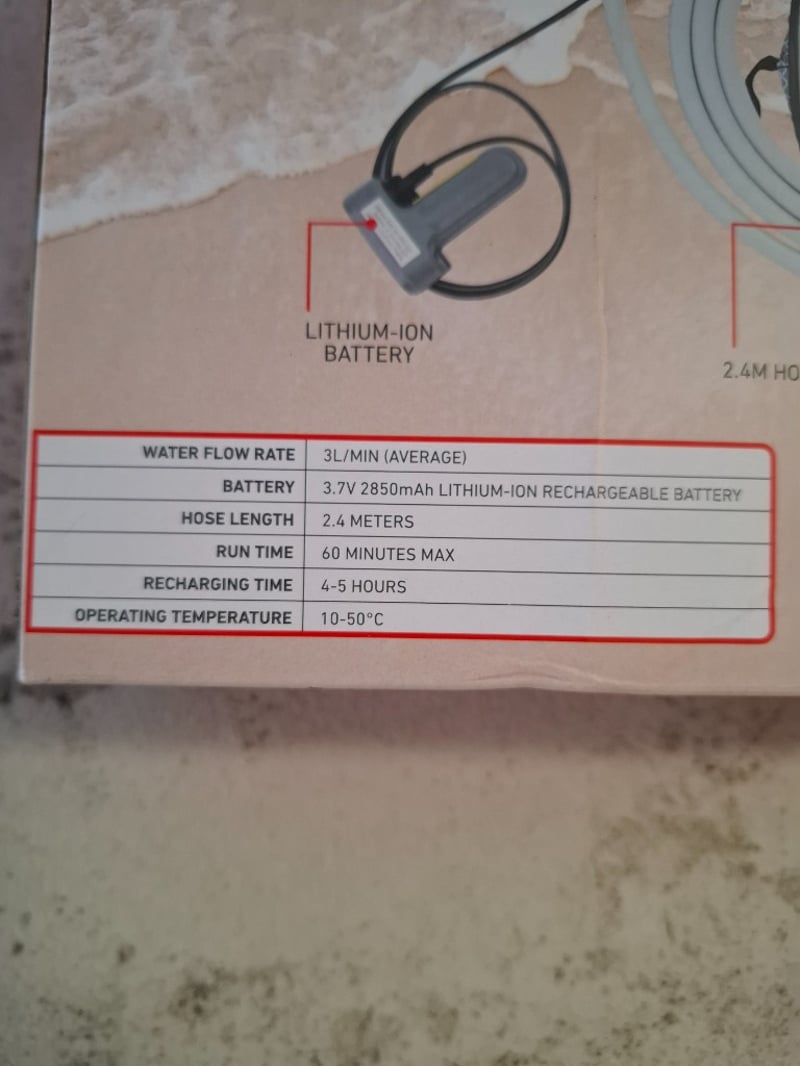 LITHIUM-ION
BATTERY
2.4M HO
WATER FLOW RATE 3L/MIN (AVERAGE)
BATTERY 3.7V 2850mAh LITHIUM-ION RECHARGEABLE BATTERY
HOSE LENGTH 2.4 METERS
RUN TIME 60 MINUTES MAX
RECHARGING TIME 4-5 HOURS
OPERATING TEMPERATURE 10-50°C